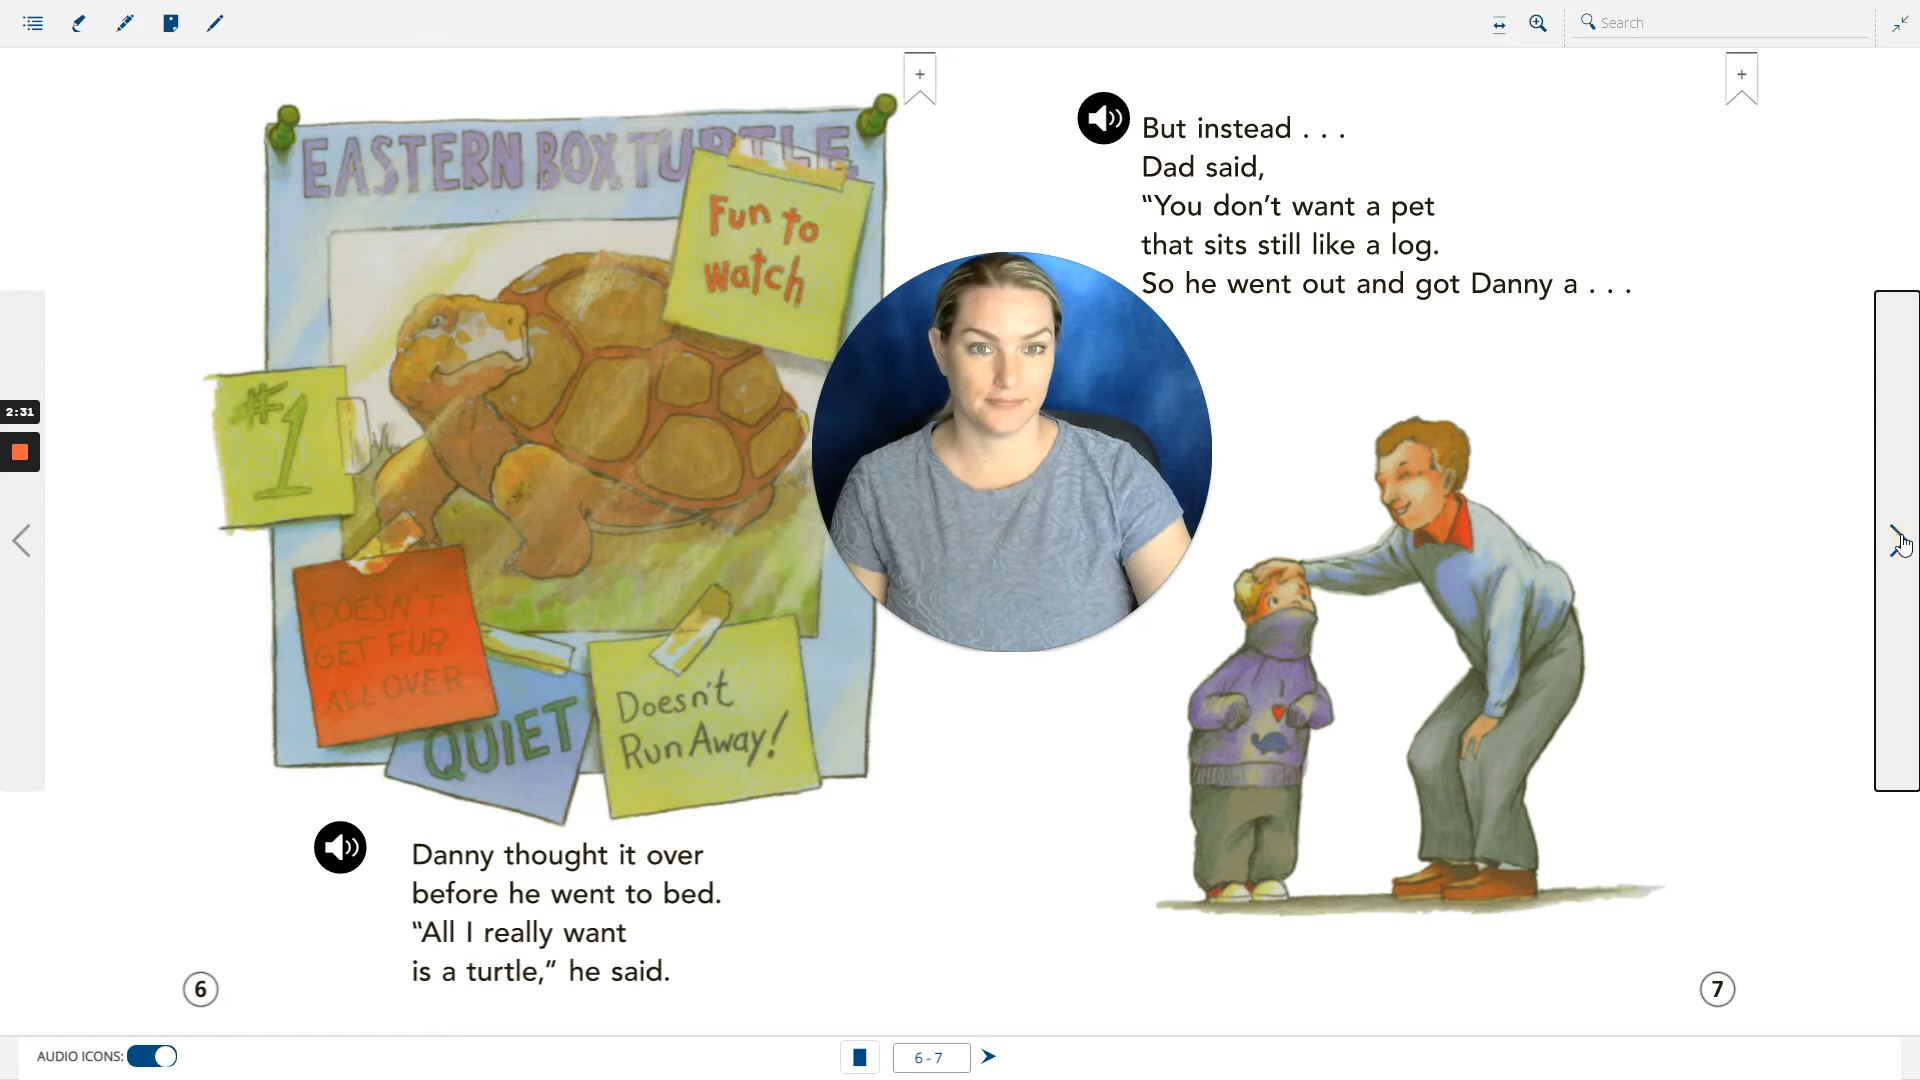 Search
+
+
EASTERN BOX TURTLE
Fun to
watch
#1
DOESN'T
GET FUR
ALL OVER
QUIET
Doesn't
Run Away!
Danny thought it over
before he went to bed.
“All I really want
is a turtle,” he said.
6
But instead . . .
Dad said,
“You don’t want a pet
that sits still like a log.
So he went out and got Danny a . . .
I
7
2:31
AUDIO ICONS:
6 - 7